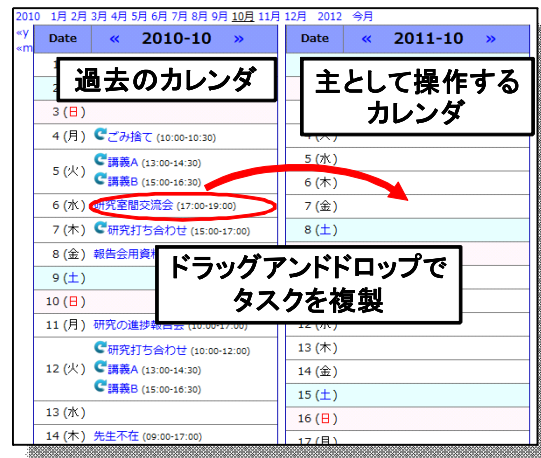 2010 1月 2月 3月 4月 5月 6月 7月 8月 9月 10月 11月 12月 2012 今月
«y
«m
Date « 2010-10 »
過去のカレンダ
3 (日)
4 (月) ごみ捨て (10:00-10:30)
5 (火) 講義A (13:00-14:30)
講義B (15:00-16:30)
6 (水) 研究室間交流会 (17:00-19:00)
7 (木) 研究打ち合わせ (15:00-17:00)
8 (金) 報告会用資
9 (土)
10 (日)
11 (月) 研究の進捗報告会 (10:00-17:00)
12 (火) 研究打ち合わせ (10:00-12:00)
講義A (13:00-14:30)
講義B (15:00-16:30)
13 (水)
14 (木) 先生不在 (09:00-17:00)
Date « 2011-10 »
主として操作する
カレンダ
5 (水)
6 (木)
7 (金)
8 (土)
ドラッグアンドドロップで
タスクを複製
12 (水)
13 (木)
14 (金)
15 (土)
16 (日)
17 (月)